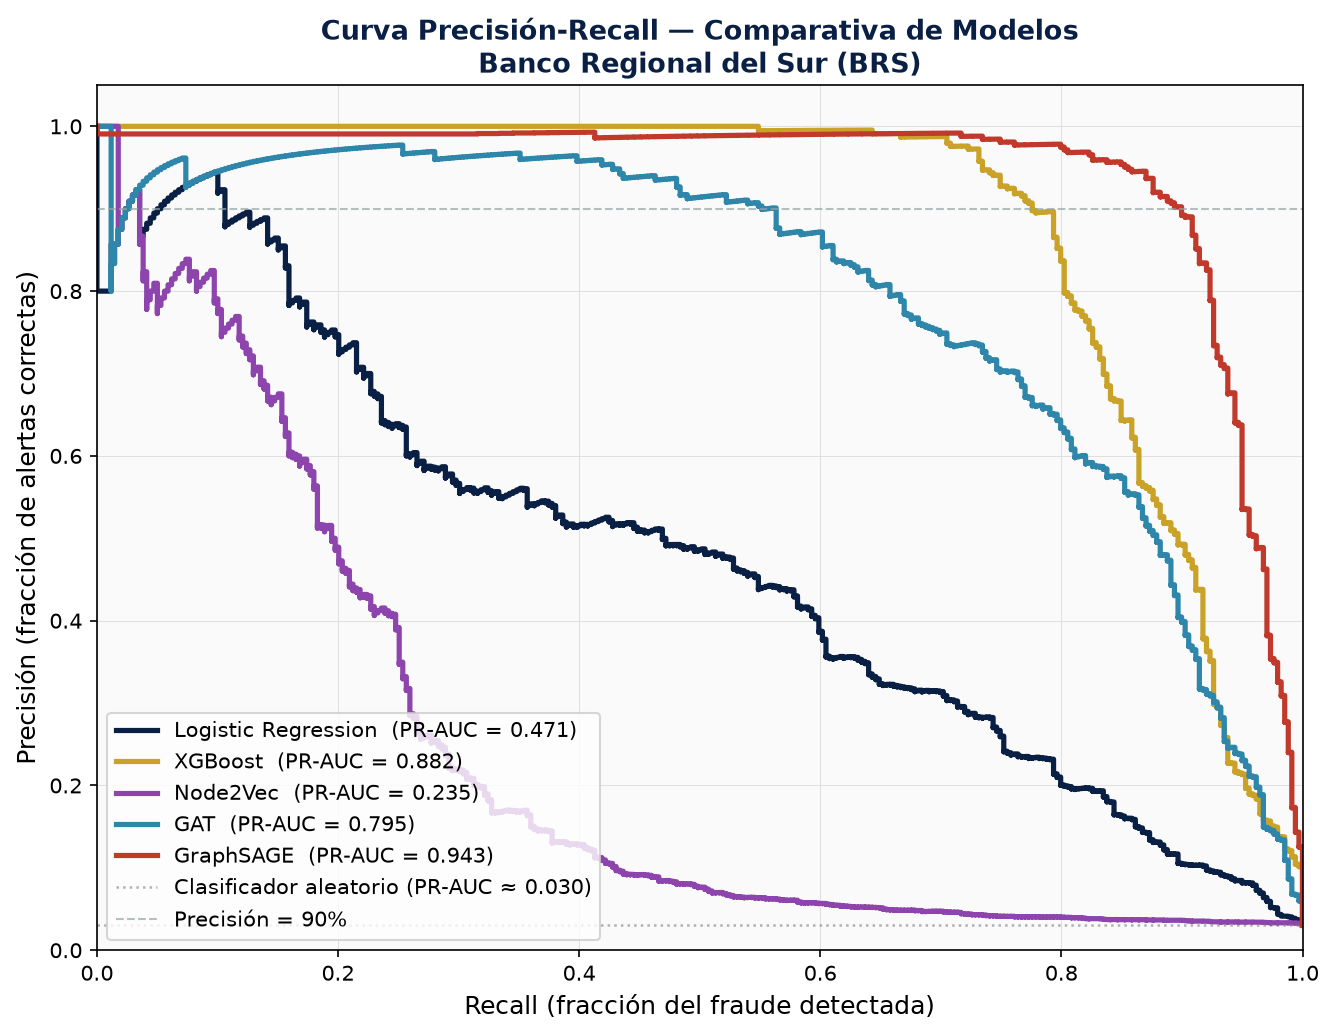 Curva Precisión-Recall — Comparativa de Modelos
Banco Regional del Sur (BRS)
Precisión (fracción de alertas correctas)
1.0
0.8
0.6
0.4
0.2
0.0
Logistic Regression (PR-AUC = 0.471)
XGBoost (PR-AUC = 0.882)
Node2Vec (PR-AUC = 0.235)
GAT (PR-AUC = 0.795)
GraphSAGE (PR-AUC = 0.943)
Clasificador aleatorio (PR-AUC ≈ 0.030)
Precisión = 90%
0.0 0.2 0.4 0.6 0.8 1.0
Recall (fracción del fraude detectada)